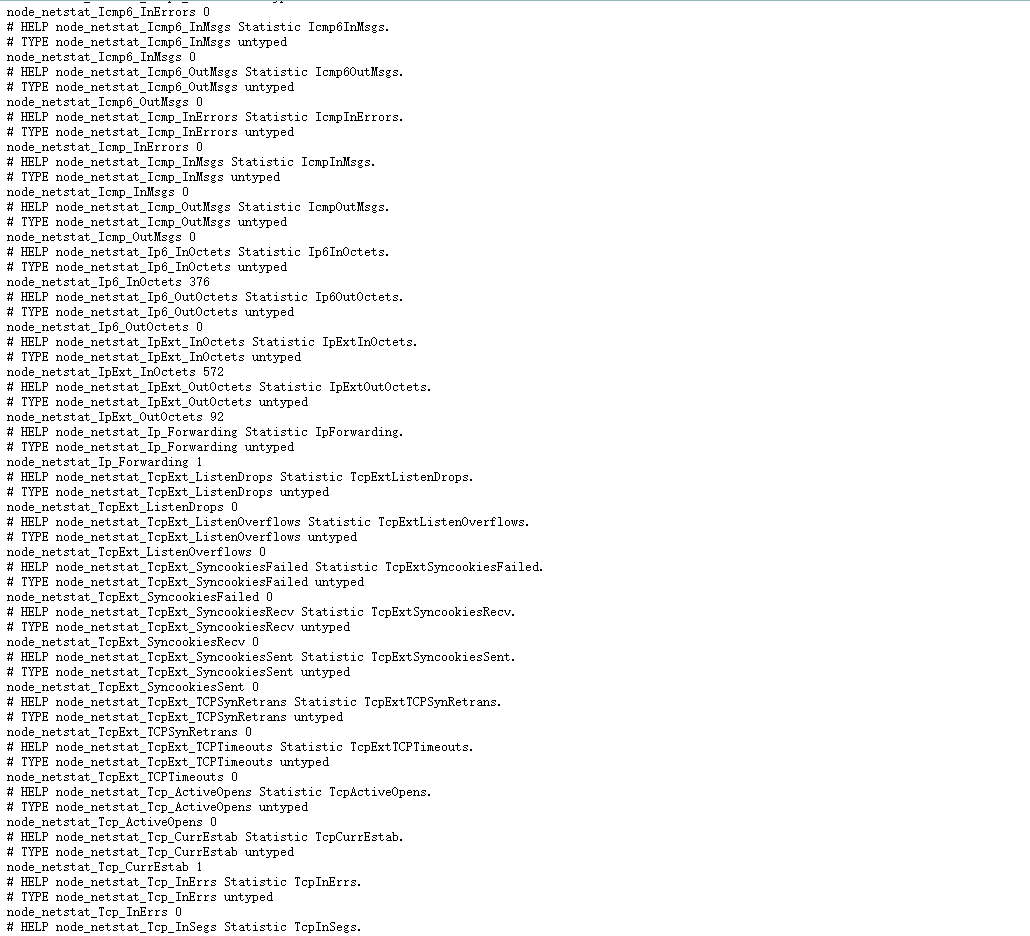 node_netstat_Icmp6_InErrors 0
# HELP node_netstat_Icmp6_InMsgs Statistic Icmp6InMsgs.
# TYPE node_netstat_Icmp6_InMsgs untyped
node_netstat_Icmp6_InMsgs 0
# HELP node_netstat_Icmp6_OutMsgs Statistic Icmp6OutMsgs.
# TYPE node_netstat_Icmp6_OutMsgs untyped
node_netstat_Icmp6_OutMsgs 0
# HELP node_netstat_Icmp_InErrors Statistic IcmpInErrors.
# TYPE node_netstat_Icmp_InErrors untyped
node_netstat_Icmp_InErrors 0
# HELP node_netstat_Icmp_InMsgs Statistic IcmpInMsgs.
# TYPE node_netstat_Icmp_InMsgs untyped
node_netstat_Icmp_InMsgs 0
# HELP node_netstat_Icmp_OutMsgs Statistic IcmpOutMsgs.
# TYPE node_netstat_Icmp_OutMsgs untyped
node_netstat_Icmp_OutMsgs 0
# HELP node_netstat_Ip6_InOctets Statistic Ip6InOctets.
# TYPE node_netstat_Ip6_InOctets untyped
node_netstat_Ip6_InOctets 376
# HELP node_netstat_Ip6_OutOctets Statistic Ip6OutOctets.
# TYPE node_netstat_Ip6_OutOctets untyped
node_netstat_Ip6_OutOctets 0
# HELP node_netstat_IpExt_InOctets Statistic IpExtInOctets.
# TYPE node_netstat_IpExt_InOctets untyped
node_netstat_IpExt_InOctets 572
# HELP node_netstat_IpExt_OutOctets Statistic IpExtOutOctets.
# TYPE node_netstat_IpExt_OutOctets untyped
node_netstat_IpExt_OutOctets 92
# HELP node_netstat_Ip_Forwarding Statistic IpForwarding.
# TYPE node_netstat_Ip_Forwarding untyped
node_netstat_Ip_Forwarding 1
# HELP node_netstat_TcpExt_ListenDrops Statistic TcpExtListenDrops.
# TYPE node_netstat_TcpExt_ListenDrops untyped
node_netstat_TcpExt_ListenDrops 0
# HELP node_netstat_TcpExt_ListenOverflows Statistic TcpExtListenOverflows.
# TYPE node_netstat_TcpExt_ListenOverflows untyped
node_netstat_TcpExt_ListenOverflows 0
# HELP node_netstat_TcpExt_SyncookiesFailed Statistic TcpExtSyncookiesFailed.
# TYPE node_netstat_TcpExt_SyncookiesFailed untyped
node_netstat_TcpExt_SyncookiesFailed 0
# HELP node_netstat_TcpExt_SyncookiesRecv Statistic TcpExtSyncookiesRecv.
# TYPE node_netstat_TcpExt_SyncookiesRecv untyped
node_netstat_TcpExt_SyncookiesRecv 0
# HELP node_netstat_TcpExt_SyncookiesSent Statistic TcpExtSyncookiesSent.
# TYPE node_netstat_TcpExt_SyncookiesSent untyped
node_netstat_TcpExt_SyncookiesSent 0
# HELP node_netstat_TcpExt_TCPSynRetrans Statistic TcpExtTCPSynRetrans.
# TYPE node_netstat_TcpExt_TCPSynRetrans untyped
node_netstat_TcpExt_TCPSynRetrans 0
# HELP node_netstat_TcpExt_TCPTimeouts Statistic TcpExtTCPTimeouts.
# TYPE node_netstat_TcpExt_TCPTimeouts untyped
node_netstat_TcpExt_TCPTimeouts 0
# HELP node_netstat_Tcp_ActiveOpens Statistic TcpActiveOpens.
# TYPE node_netstat_Tcp_ActiveOpens untyped
node_netstat_Tcp_ActiveOpens 0
# HELP node_netstat_Tcp_CurrEstab Statistic TcpCurrEstab.
# TYPE node_netstat_Tcp_CurrEstab untyped
node_netstat_Tcp_CurrEstab 1
# HELP node_netstat_Tcp_InErrs Statistic TcpInErrs.
# TYPE node_netstat_Tcp_InErrs untyped
node_netstat_Tcp_InErrs 0
# HELP node_netstat_Tcp_InSegs Statistic TcpInSegs.